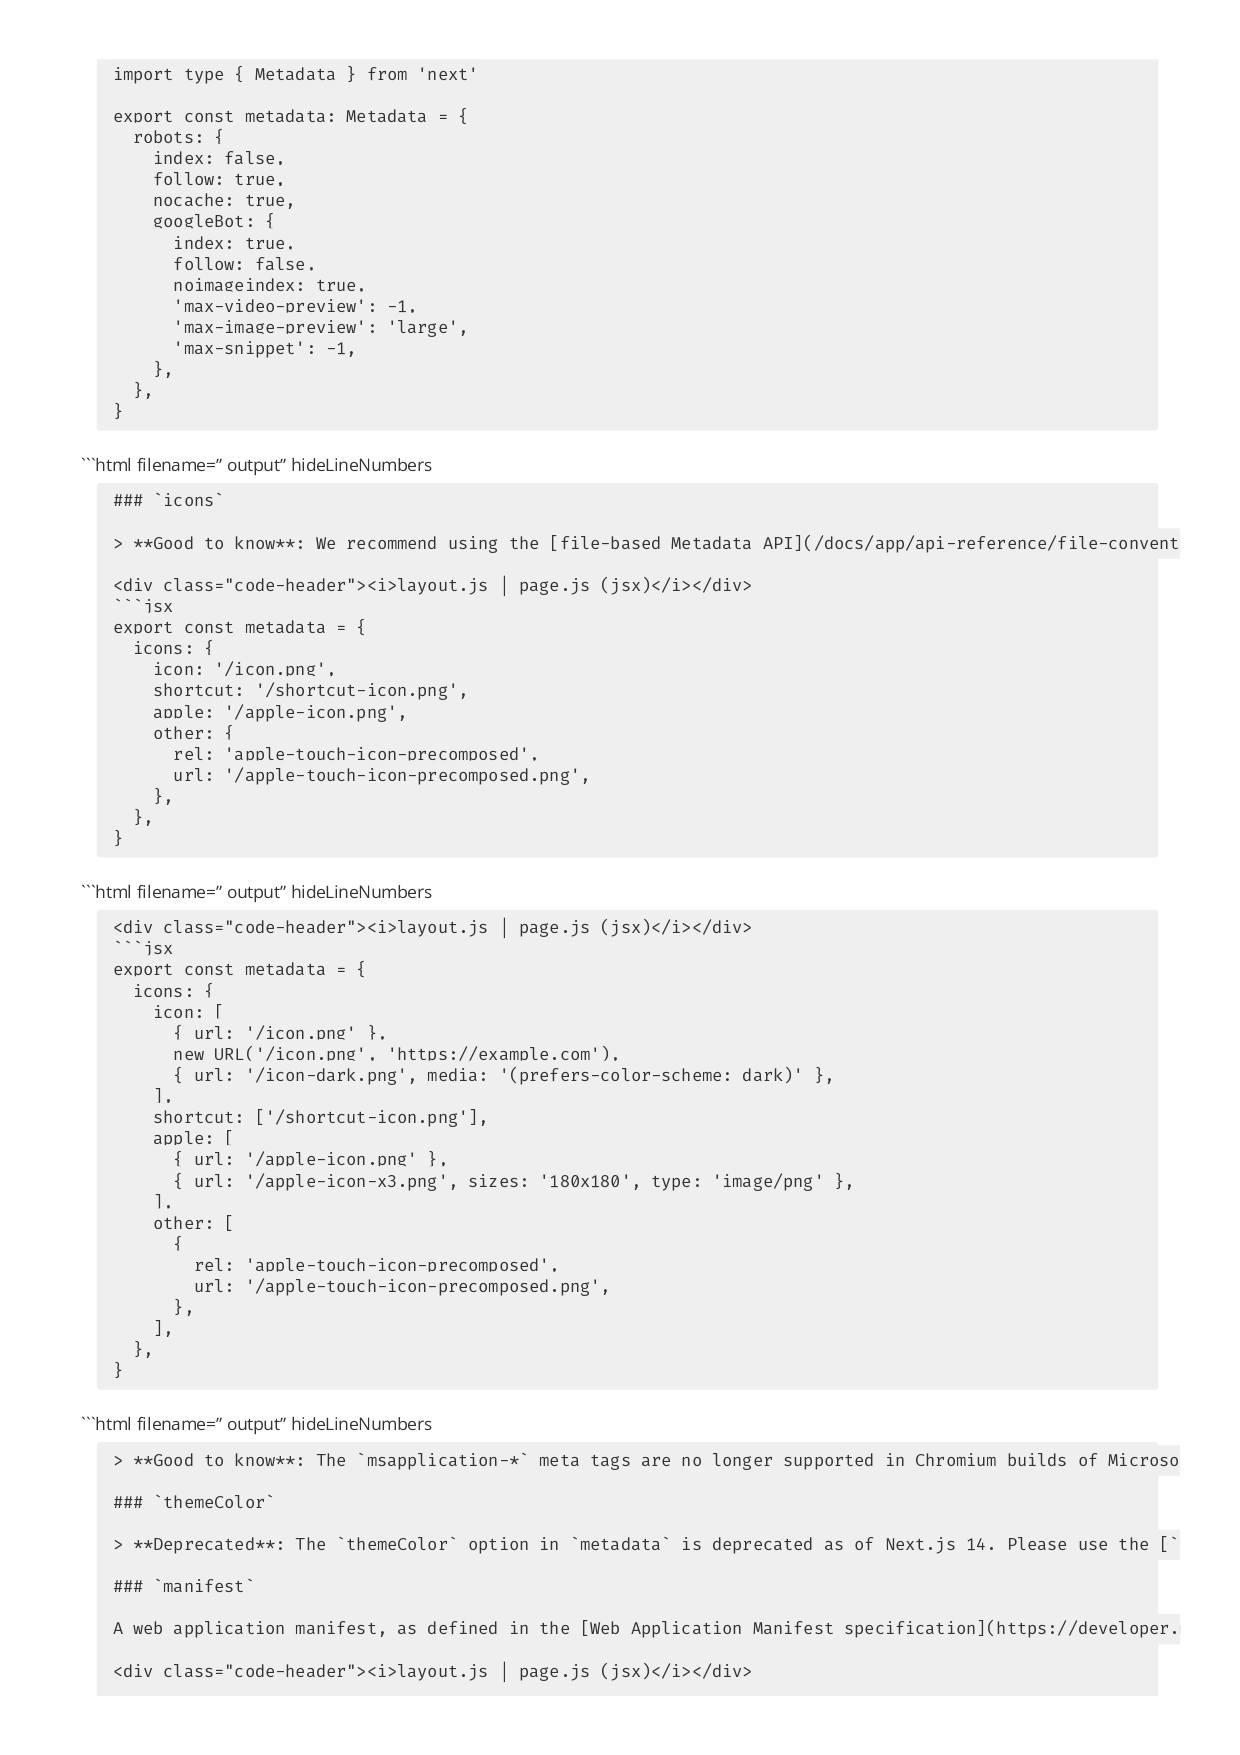 import type { Metadata } from 'next'

export const metadata: Metadata = {
  robots: {
    index: false,
    follow: true,
    nocache: true,
    googleBot: {
      index: true,
      follow: false,
      noimageindex: true,
      'max-video-preview': -1,
      'max-image-preview': 'large',
      'max-snippet': -1,
    },
  },
}
```html filename=” output” hideLineNumbers
### `icons`

> **Good to know**: We recommend using the [file-based Metadata API](/docs/app/api-reference/file-convent

<div class="code-header"><i>layout.js | page.js (jsx)</i></div>
```jsx
export const metadata = {
  icons: {
    icon: '/icon.png',
    shortcut: '/shortcut-icon.png',
    apple: '/apple-icon.png',
    other: {
      rel: 'apple-touch-icon-precomposed',
      url: '/apple-touch-icon-precomposed.png',
    },
  },
}
```html filename=” output” hideLineNumbers
<div class="code-header"><i>layout.js | page.js (jsx)</i></div>
```jsx
export const metadata = {
  icons: {
    icon: [
      { url: '/icon.png' },
      new URL('/icon.png', 'https://example.com'),
      { url: '/icon-dark.png', media: '(prefers-color-scheme: dark)' },
    ],
    shortcut: ['/shortcut-icon.png'],
    apple: [
      { url: '/apple-icon.png' },
      { url: '/apple-icon-x3.png', sizes: '180x180', type: 'image/png' },
    ],
    other: [
      {
        rel: 'apple-touch-icon-precomposed',
        url: '/apple-touch-icon-precomposed.png',
      },
    ],
  },
}
```html filename=” output” hideLineNumbers
> **Good to know**: The `msapplication-*` meta tags are no longer supported in Chromium builds of Microso

### `themeColor`

> **Deprecated**: The `themeColor` option in `metadata` is deprecated as of Next.js 14. Please use the [`

### `manifest`

A web application manifest, as defined in the [Web Application Manifest specification](https://developer.

<div class="code-header"><i>layout.js | page.js (jsx)</i></div>